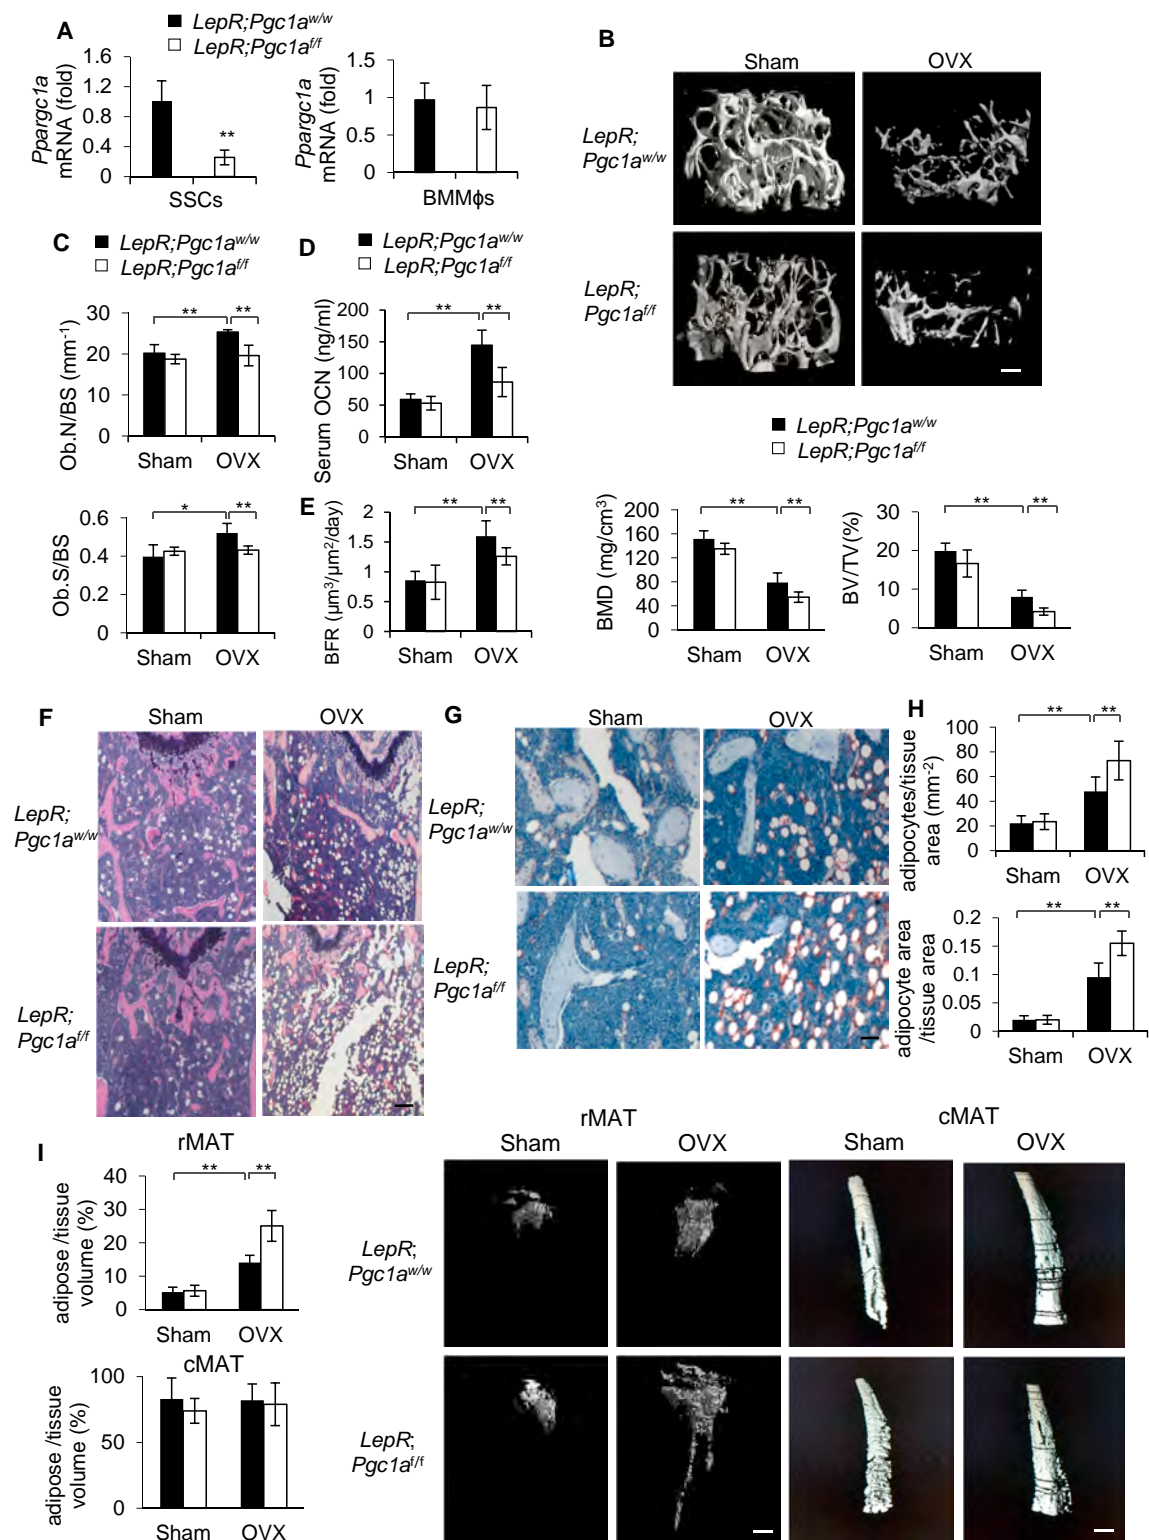 A
LepR;Pgc1a^w/w
LepR;Pgc1a^f/f
Ppargc1a
mRNA (fold)
1.6
1.2
0.8
0.4
0
**
SSCs
Ppargc1a
mRNA (fold)
1.5
1
0.5
0
BMMϕs
B
Sham
OVX
LepR;
Pgc1a^w/w
LepR;
Pgc1a^f/f
LepR;Pgc1a^w/w
LepR;Pgc1a^f/f
BMD (mg/cm³)
200
160
120
80
40
0
**
**
Sham
OVX
BV/TV(%)
30
20
10
0
**
**
Sham
OVX
C
LepR;Pgc1a^w/w
LepR;Pgc1a^f/f
Ob.N/BS (mm⁻¹)
30
20
10
0
**
**
Sham
OVX
Ob.S/BS
0.6
0.4
0.2
0
*
**
Sham
OVX
D
LepR;Pgc1a^w/w
LepR;Pgc1a^f/f
Serum OCN (ng/ml)
200
150
100
50
0
**
**
Sham
OVX
E
BFR (μm³/μm²/day)
2
1.5
1
0.5
0
**
**
Sham
OVX
F
Sham
OVX
LepR;
Pgc1a^w/w
LepR;
Pgc1a^f/f
G
Sham
OVX
LepR;
Pgc1a^w/w
LepR;
Pgc1a^f/f
H
adipocytes/tissue
area (mm⁻²)
100
80
60
40
20
0
**
**
Sham
OVX
adipocyte area
/tissue area
0.2
0.15
0.1
0.05
0
**
**
Sham
OVX
I
rMAT
adipose /tissue
volume (%)
40
30
20
10
0
**
**
Sham
OVX
cMAT
adipose /tissue
volume (%)
100
50
0
Sham
OVX
rMAT
cMAT
Sham
OVX
Sham
OVX
LepR;
Pgc1a^w/w
LepR;
Pgc1a^f/f